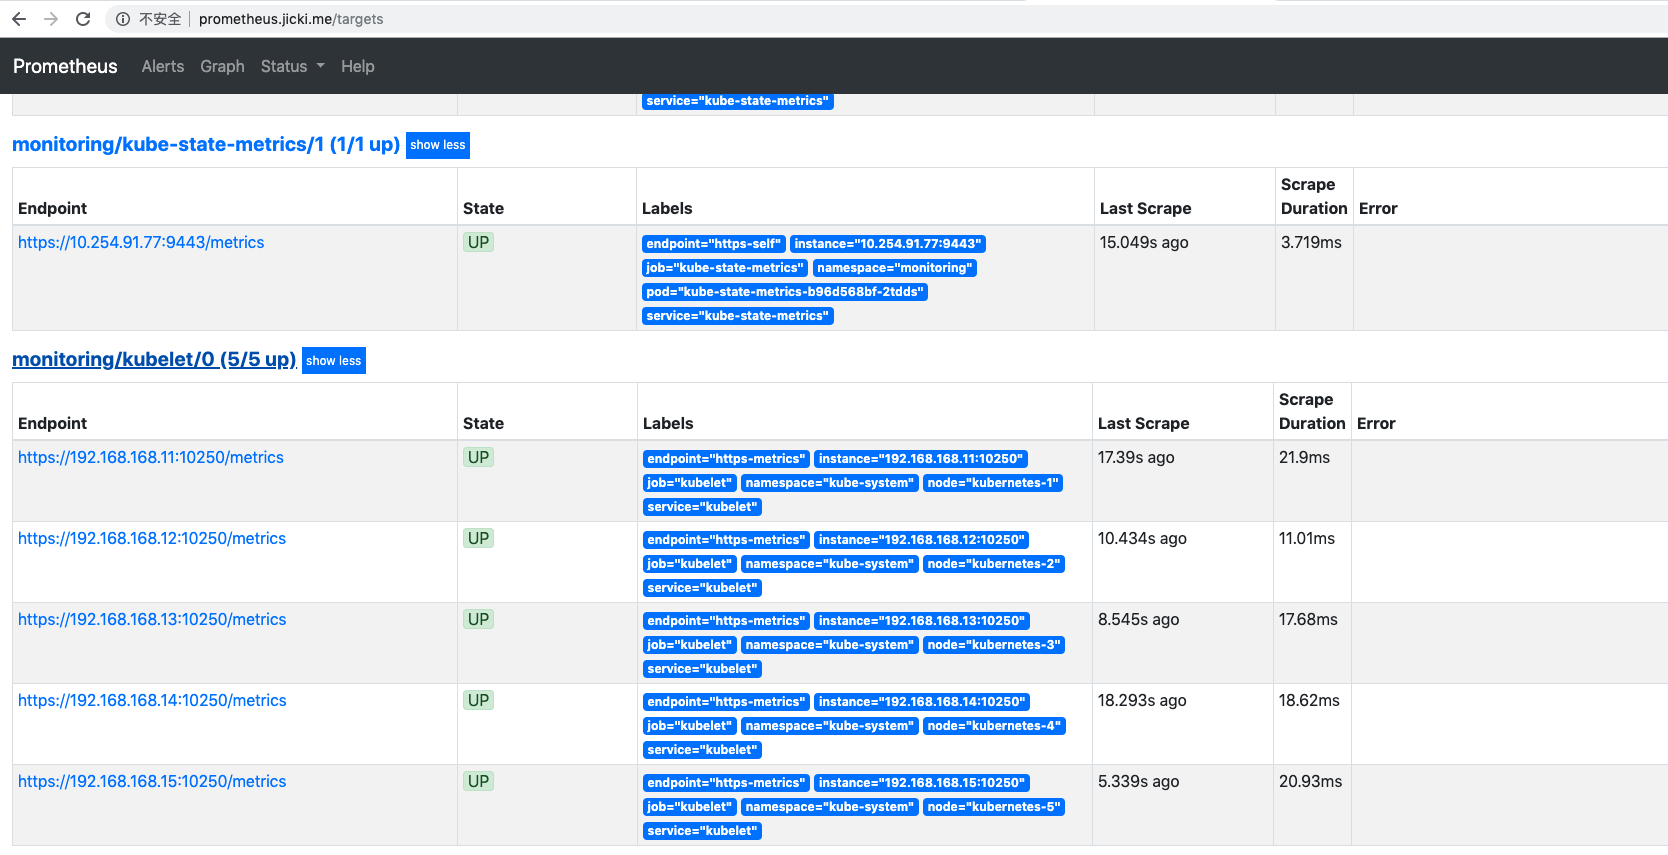 不安全 prometheus.jicki.me/targets
Prometheus Alerts Graph Status Help
service="kube-state-metrics"
monitoring/kube-state-metrics/1 (1/1 up) show less
Endpoint State Labels Last Scrape Scrape Duration Error
https://10.254.91.77:9443/metrics UP endpoint="https-self" instance="10.254.91.77:9443" 15.049s ago 3.719ms
job="kube-state-metrics" namespace="monitoring"
pod="kube-state-metrics-b96d568bf-2tdds"
service="kube-state-metrics"
monitoring/kubelet/0 (5/5 up) show less
Endpoint State Labels Last Scrape Scrape Duration Error
https://192.168.168.11:10250/metrics UP endpoint="https-metrics" instance="192.168.168.11:10250" 17.39s ago 21.9ms
job="kubelet" namespace="kube-system" node="kubernetes-1"
service="kubelet"
https://192.168.168.12:10250/metrics UP endpoint="https-metrics" instance="192.168.168.12:10250" 10.434s ago 11.01ms
job="kubelet" namespace="kube-system" node="kubernetes-2"
service="kubelet"
https://192.168.168.13:10250/metrics UP endpoint="https-metrics" instance="192.168.168.13:10250" 8.545s ago 17.68ms
job="kubelet" namespace="kube-system" node="kubernetes-3"
service="kubelet"
https://192.168.168.14:10250/metrics UP endpoint="https-metrics" instance="192.168.168.14:10250" 18.293s ago 18.62ms
job="kubelet" namespace="kube-system" node="kubernetes-4"
service="kubelet"
https://192.168.168.15:10250/metrics UP endpoint="https-metrics" instance="192.168.168.15:10250" 5.339s ago 20.93ms
job="kubelet" namespace="kube-system" node="kubernetes-5"
service="kubelet"